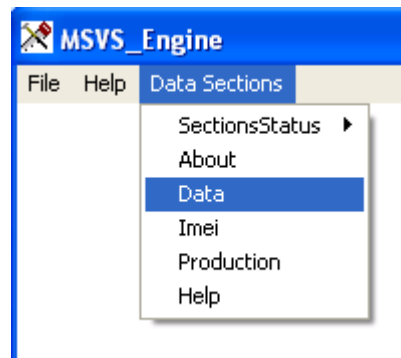 MSVS_Engine
File Help Data Sections
SectionsStatus
About
Data
Imei
Production
Help